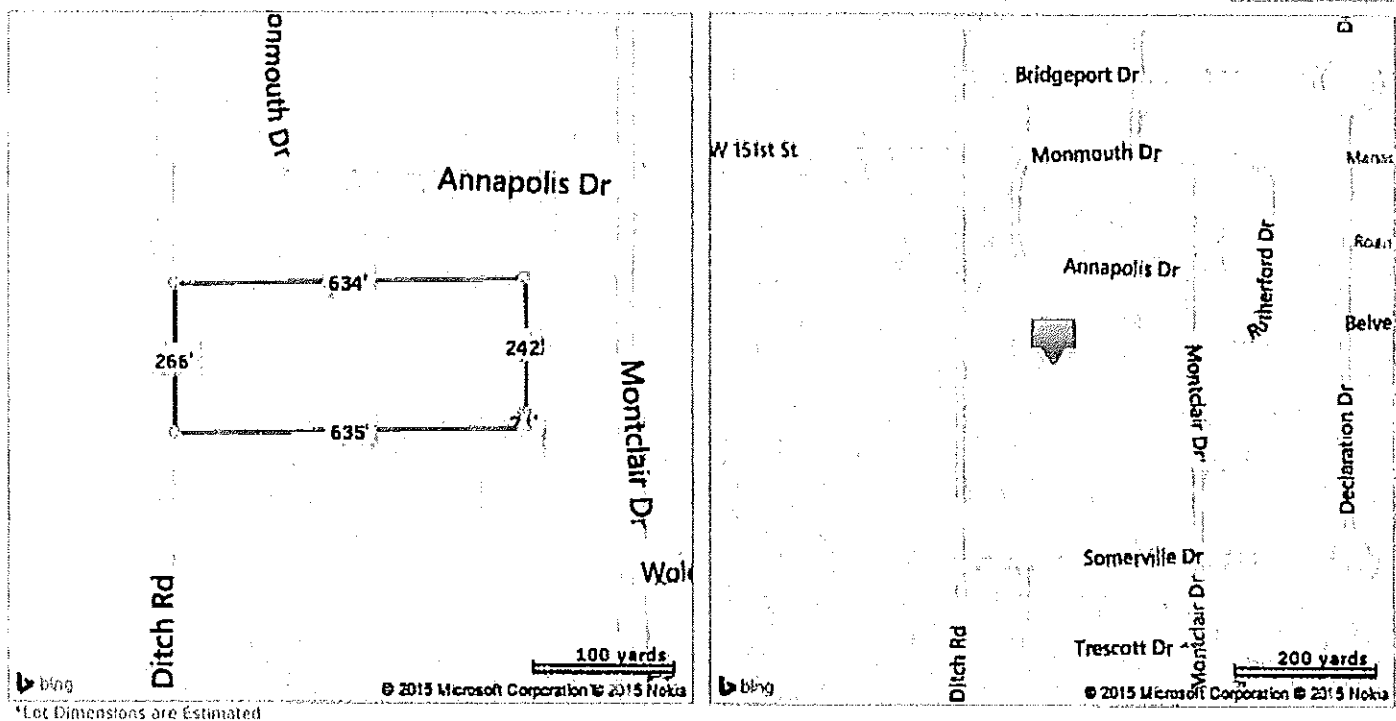 onmouth Dr
Annapolis Dr
634'
266'
242'
635'
Montclair Dr
Ditch Rd
100 yards
bing
© 2015 Microsoft Corporation © 2015 Nokia
Bridgeport Dr
W 151st St
Monmouth Dr
Manas
Rutherford Dr
Annapolis Dr
Belve
Montclair Dr
Declaration Dr
Somerville Dr
Montclair Dr
Ditch Rd
Trescott Dr
200 yards
bing
© 2015 Microsoft Corporation © 2015 Nokia
*Lot Dimensions are Estimated